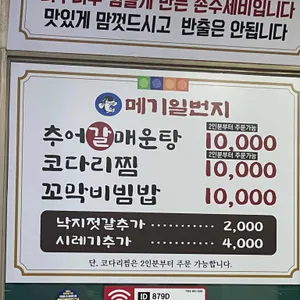 맛있게 맘껏드시고 반출은 안됩니다
메기일번지
추어갈매운탕 2인분부터 주문가능 10,000
코다리찜 2인분부터 주문가능 10,000
꼬막비빔밥 10,000
낙지젓갈추가 2,000
시레기추가 4,000
단, 코다리찜은 2인분부터 주문 가능합니다.
ID 879D